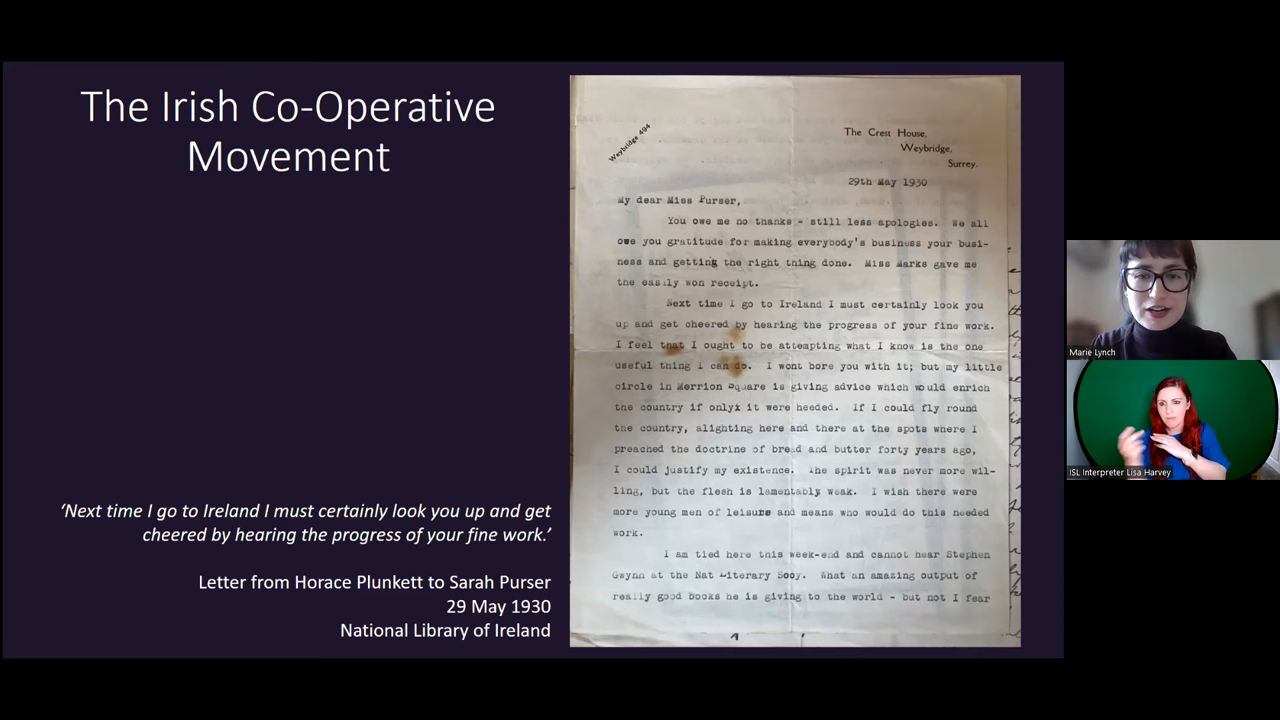 The Irish Co-Operative
Movement
‘Next time I go to Ireland I must certainly look you up and get
cheered by hearing the progress of your fine work.’
Letter from Horace Plunkett to Sarah Purser
29 May 1930
National Library of Ireland
Weybridge 494
The Crest House,
Weybridge,
Surrey.
29th May 1930
My dear Miss Purser,
You owe me no thanks - still less apologies. We all
owe you gratitude for making everybody's business your busi-
ness and getting the right thing done. Miss Marks gave me
the easily won receipt.
Next time I go to Ireland I must certainly look you
up and get cheered by hearing the progress of your fine work.
I feel that I ought to be attempting what I know is the one
useful thing I can do. I wont bore you with it; but my little
circle in Merrion Square is giving advice which would enrich
the country if onlyx it were heeded. If I could fly round
the country, alighting here and there at the spots where I
preached the doctrine of bread and butter forty years ago,
I could justify my existence. The spirit was never more wil-
ling, but the flesh is lamentably weak. I wish there were
more young men of leisure and means who would do this needed
work.
I am tied here this week-end and cannot hear Stephen
Gwynn at the Nat Literary Socy. What an amazing output of
really good books he is giving to the world - but not I fear
Marie Lynch
ISL Interpreter Lisa Harvey